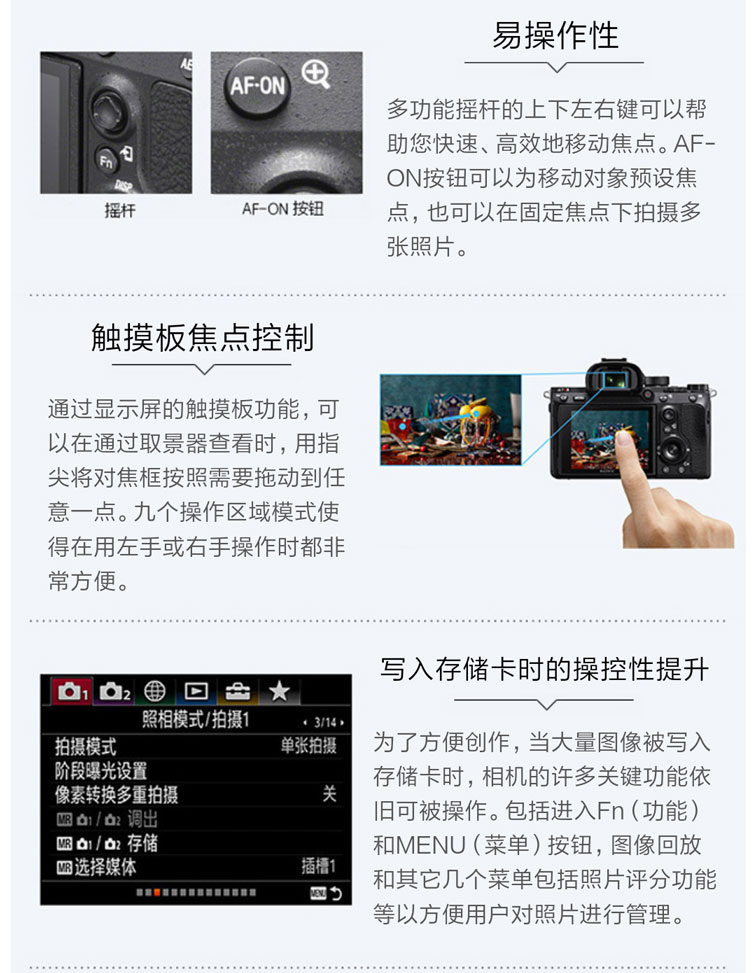 易操作性
AF-ON
Fn
DISP
摇杆
AF-ON 按钮
多功能摇杆的上下左右键可以帮
助您快速、高效地移动焦点。AF-
ON按钮可以为移动对象预设焦
点，也可以在固定焦点下拍摄多
张照片。
触摸板焦点控制
通过显示屏的触摸板功能，可
以在通过取景器查看时，用指
尖将对焦框按照需要拖动到任
意一点。九个操作区域模式使
得在用左手或右手操作时都非
常方便。
SONY
写入存储卡时的操控性提升
1 2
照相模式/拍摄1 3/14
拍摄模式 单张拍摄
阶段曝光设置
像素转换多重拍摄 关
MR 1 / 2 调出
MR 1 / 2 存储
MR 选择媒体 插槽1
MENU
为了方便创作，当大量图像被写入
存储卡时，相机的许多关键功能依
旧可被操作。包括进入Fn（功能）
和MENU（菜单）按钮，图像回放
和其它几个菜单包括照片评分功能
等以方便用户对照片进行管理。